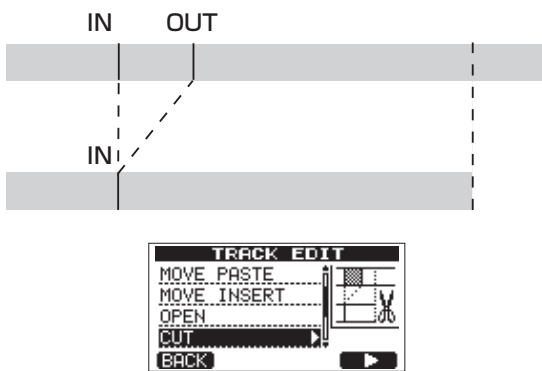 IN OUT
IN
TRACK EDIT
MOVE PASTE
MOVE INSERT
OPEN
CUT
BACK